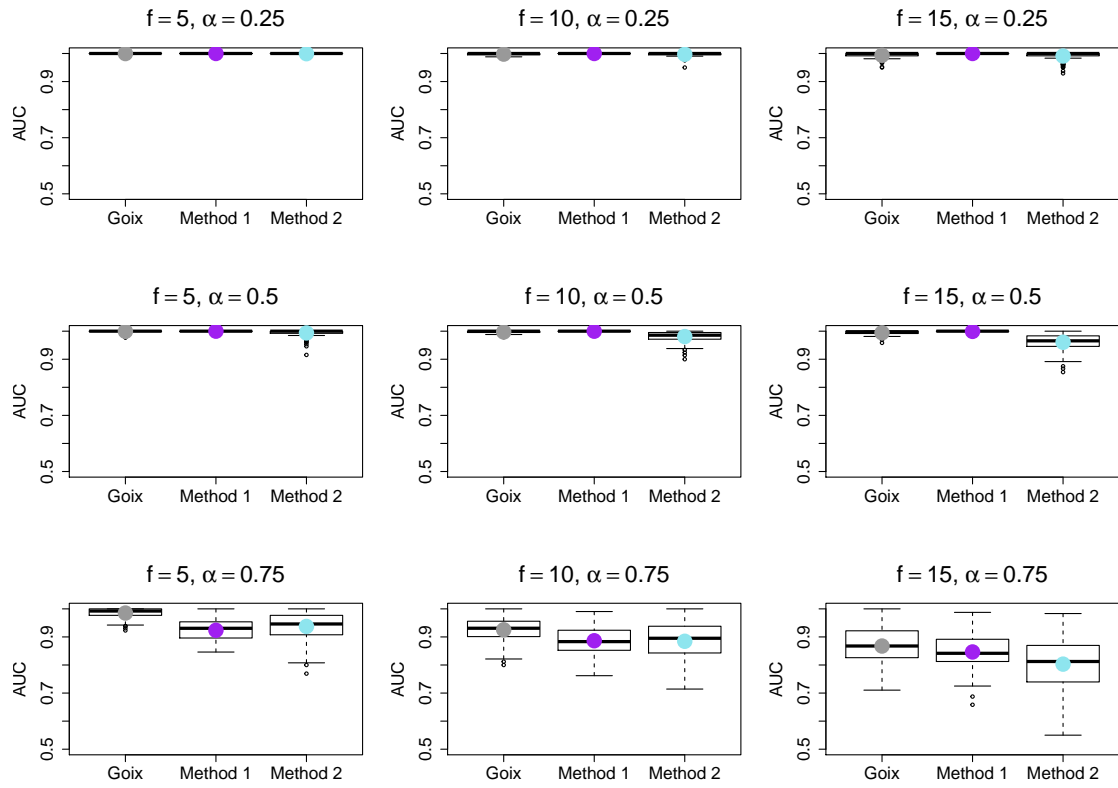 f = 5, α = 0.25
AUC
0.5 0.7 0.9
Goix Method 1 Method 2
f = 10, α = 0.25
AUC
0.5 0.7 0.9
Goix Method 1 Method 2
f = 15, α = 0.25
AUC
0.5 0.7 0.9
Goix Method 1 Method 2
f = 5, α = 0.5
AUC
0.5 0.7 0.9
Goix Method 1 Method 2
f = 10, α = 0.5
AUC
0.5 0.7 0.9
Goix Method 1 Method 2
f = 15, α = 0.5
AUC
0.5 0.7 0.9
Goix Method 1 Method 2
f = 5, α = 0.75
AUC
0.5 0.7 0.9
Goix Method 1 Method 2
f = 10, α = 0.75
AUC
0.5 0.7 0.9
Goix Method 1 Method 2
f = 15, α = 0.75
AUC
0.5 0.7 0.9
Goix Method 1 Method 2